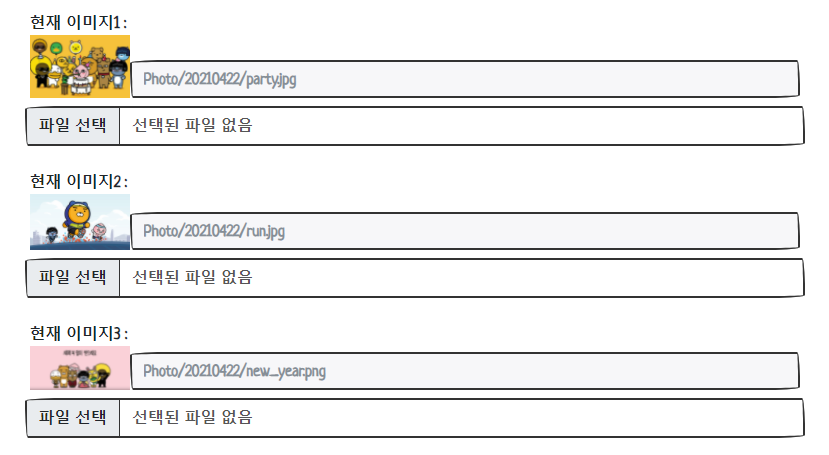 현재 이미지1 :
Photo/20210422/party.jpg
파일 선택 선택된 파일 없음
현재 이미지2 :
Photo/20210422/run.jpg
파일 선택 선택된 파일 없음
현재 이미지3 :
Photo/20210422/new_year.png
파일 선택 선택된 파일 없음